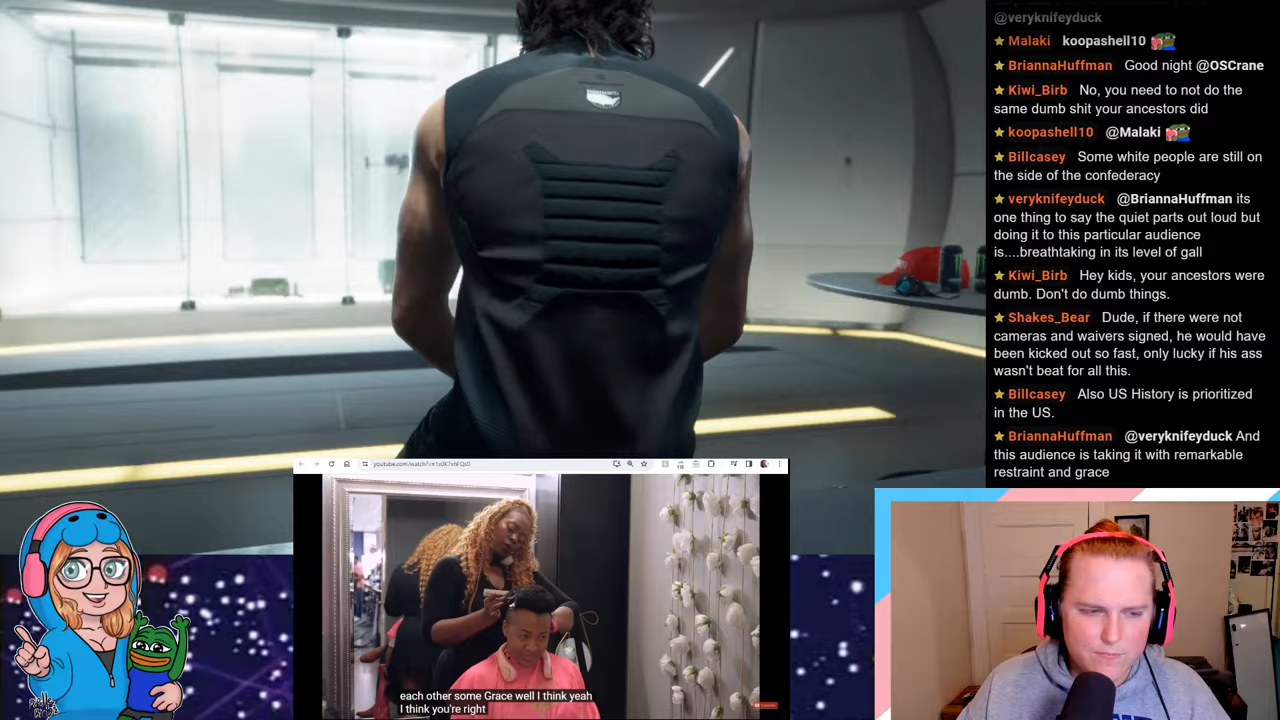 @veryknifeyduck
Malaki koopashell10
BriannaHuffman Good night @OSCrane
Kiwi_Birb No, you need to not do the
same dumb shit your ancestors did
koopashell10 @Malaki
Billcasey Some white people are still on
the side of the confederacy
veryknifeyduck @BriannaHuffman its
one thing to say the quiet parts out loud but
doing it to this particular audience
is....breathtaking in its level of gall
Kiwi_Birb Hey kids, your ancestors were
dumb. Don't do dumb things.
Shakes_Bear Dude, if there were not
cameras and waivers signed, he would have
been kicked out so fast, only lucky if his ass
wasn't beat for all this.
Billcasey Also US History is prioritized
in the US.
BriannaHuffman @veryknifeyduck And
this audience is taking it with remarkable
restraint and grace
each other some Grace well I think yeah
I think you're right